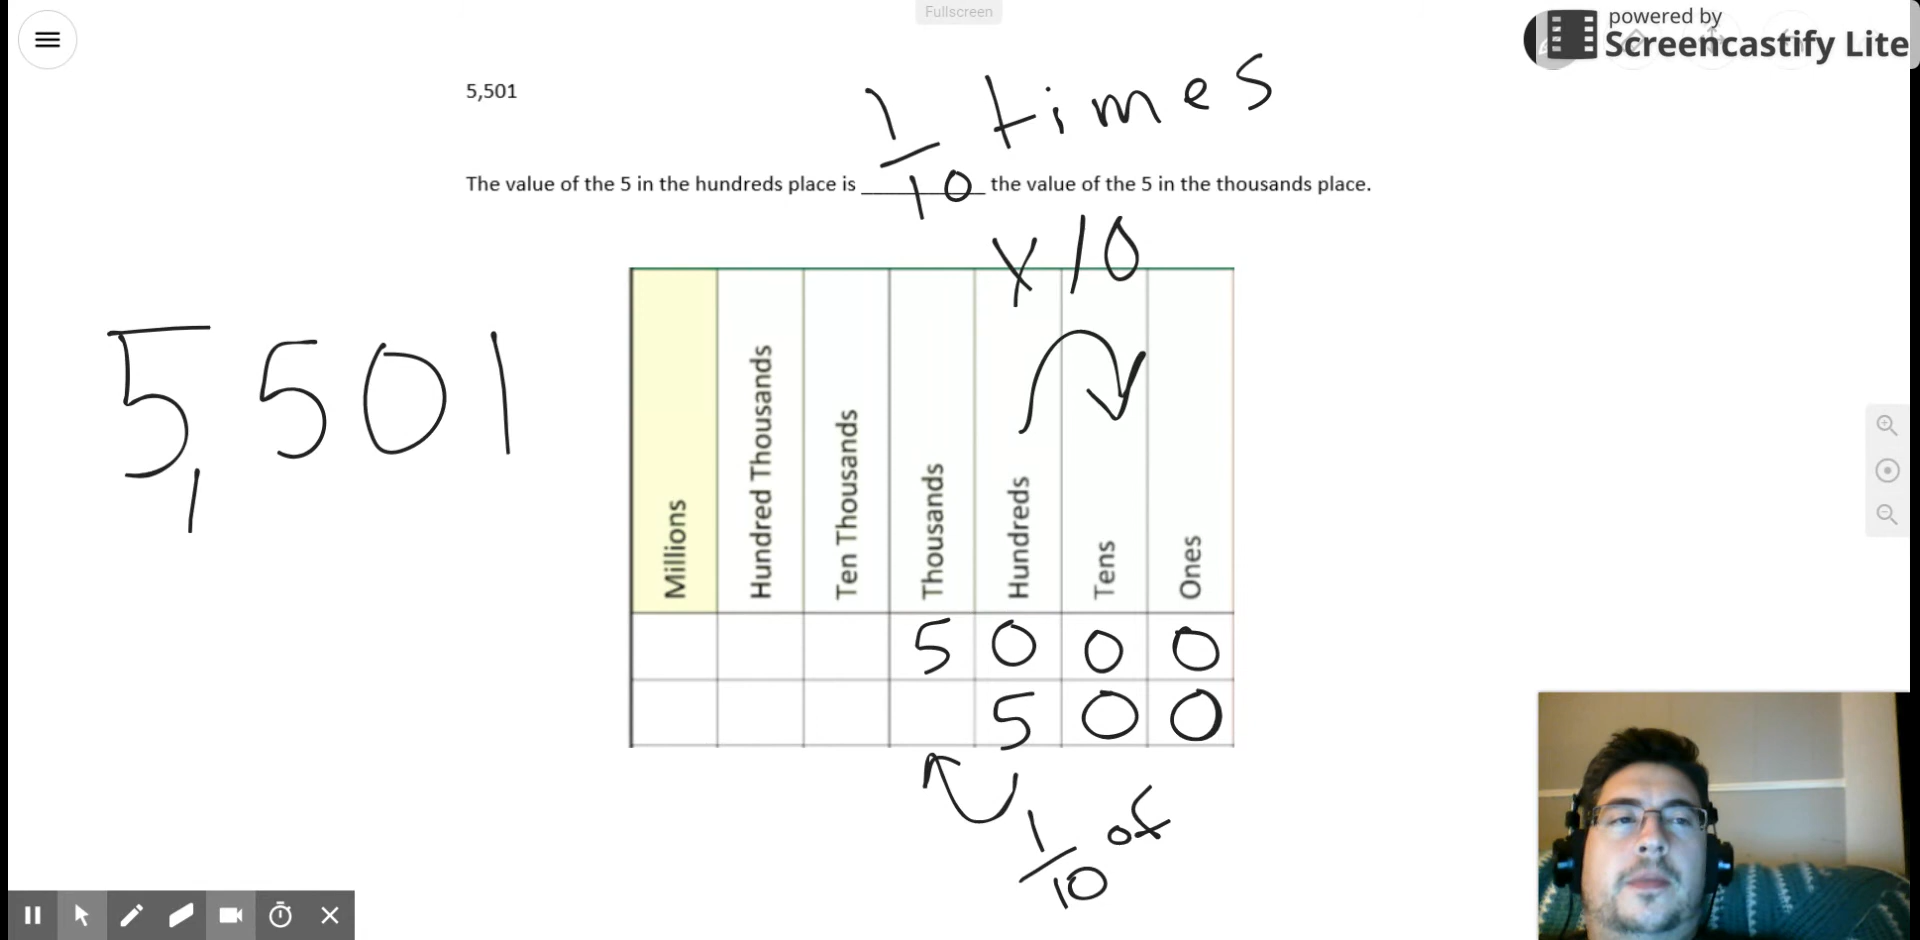 Fullscreen
powered by
Screencastify Lite
5,501
1/10 times
The value of the 5 in the hundreds place is ________ the value of the 5 in the thousands place.
x10
5,501
Millions
Hundred Thousands
Ten Thousands
Thousands
Hundreds
Tens
Ones
5 0 0 0
5 0 0
1/10 of